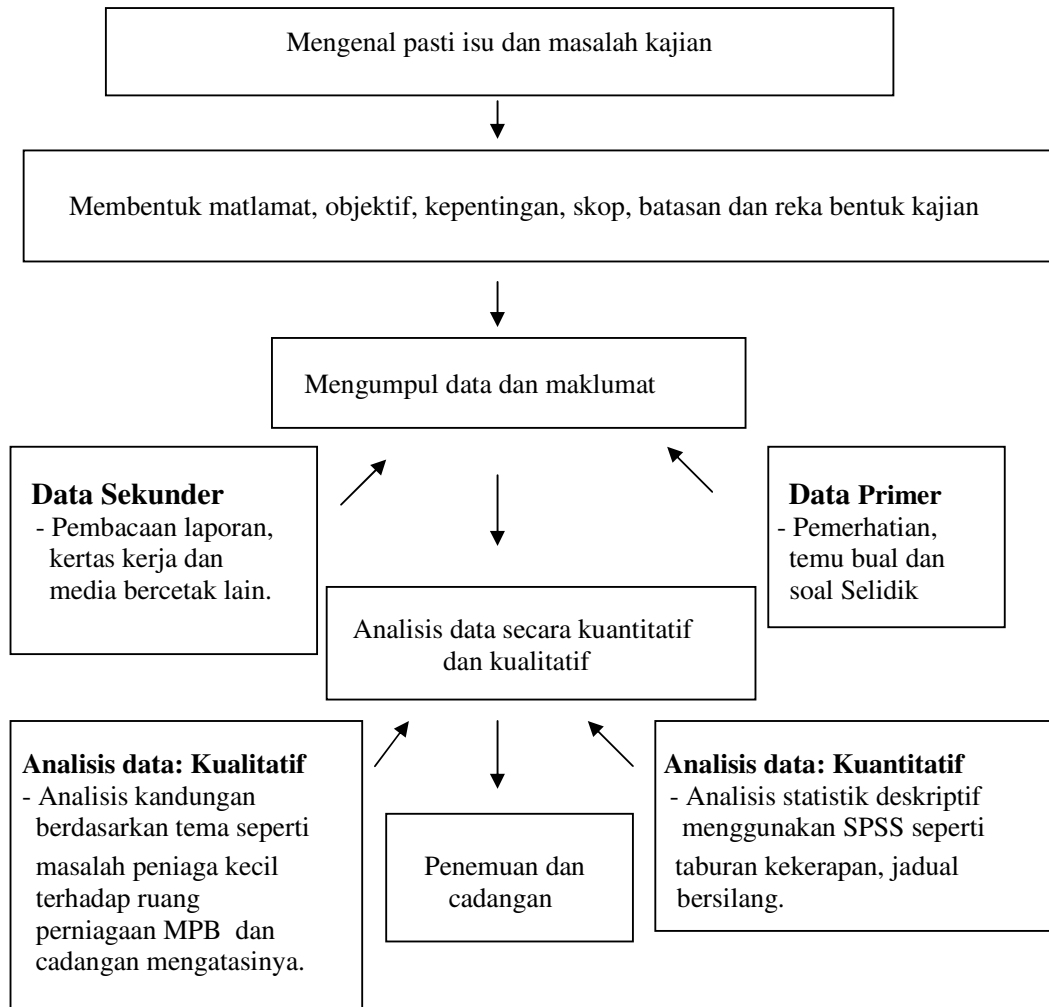 Mengenal pasti isu dan masalah kajian
Membentuk matlamat, objektif, kepentingan, skop, batasan dan reka bentuk kajian
Mengumpul data dan maklumat
Data Sekunder
- Pembacaan laporan,
kertas kerja dan
media bercetak lain.
Data Primer
- Pemerhatian,
temu bual dan
soal Selidik
Analisis data secara kuantitatif
dan kualitatif
Analisis data: Kualitatif
- Analisis kandungan
berdasarkan tema seperti
masalah peniaga kecil
terhadap ruang
perniagaan MPB dan
cadangan mengatasinya.
Penemuan dan
cadangan
Analisis data: Kuantitatif
- Analisis statistik deskriptif
menggunakan SPSS seperti
taburan kekerapan, jadual
bersilang.